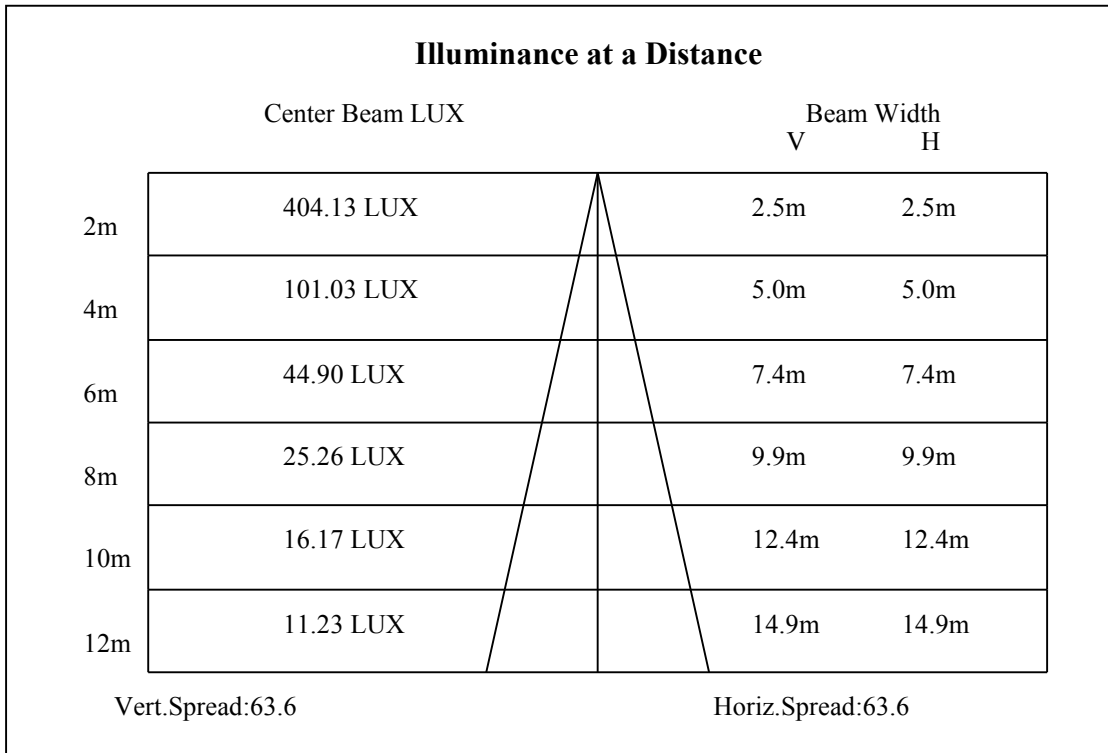 Illuminance at a Distance
Center Beam LUX Beam Width
V H
2m 404.13 LUX 2.5m 2.5m
4m 101.03 LUX 5.0m 5.0m
6m 44.90 LUX 7.4m 7.4m
8m 25.26 LUX 9.9m 9.9m
10m 16.17 LUX 12.4m 12.4m
12m 11.23 LUX 14.9m 14.9m
Vert.Spread:63.6 Horiz.Spread:63.6